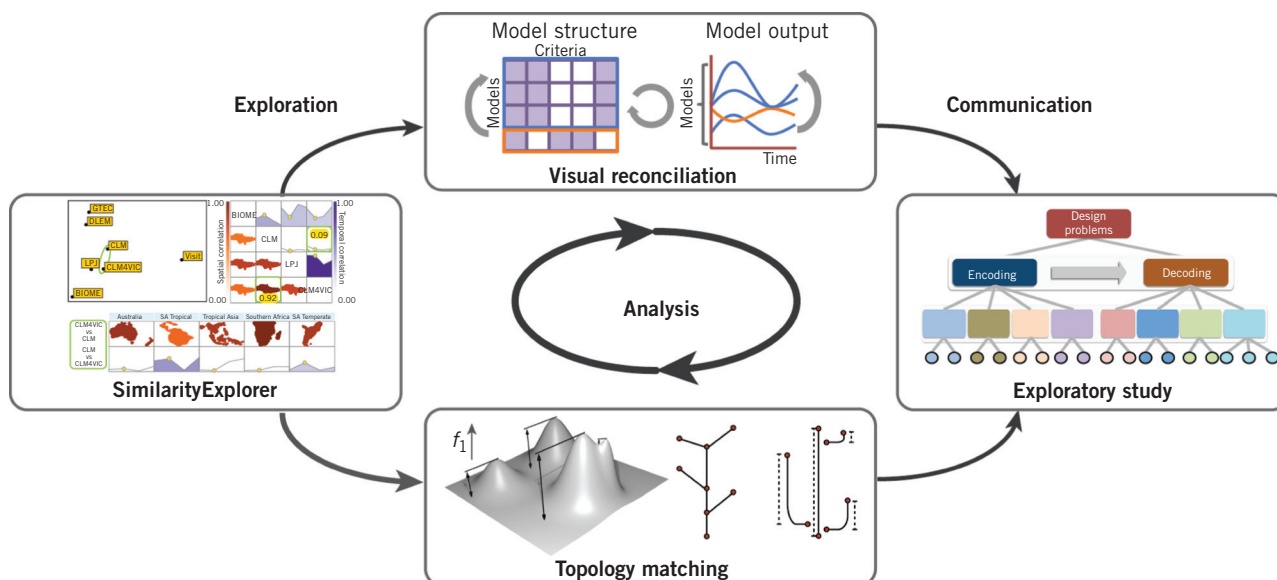 Model structure
Criteria
Models
Model output
Models
Time
Visual reconciliation
Exploration
Communication
GTEC
DLEM
CLM
LPJ
CLM4VIC
Visit
BIOME
1.00
Spatial correlation
0.00
BIOME
CLM
0.09
LPJ
0.92
CLM4VIC
1.00
Temporal correlation
0.00
Australia
SA Tropical
Tropical Asia
Southern Africa
SA Temperate
CLM4VIC
vs
CLM
CLM
vs
CLM4VIC
SimilarityExplorer
Analysis
Design
problems
Encoding
Decoding
Exploratory study
f1
Topology matching